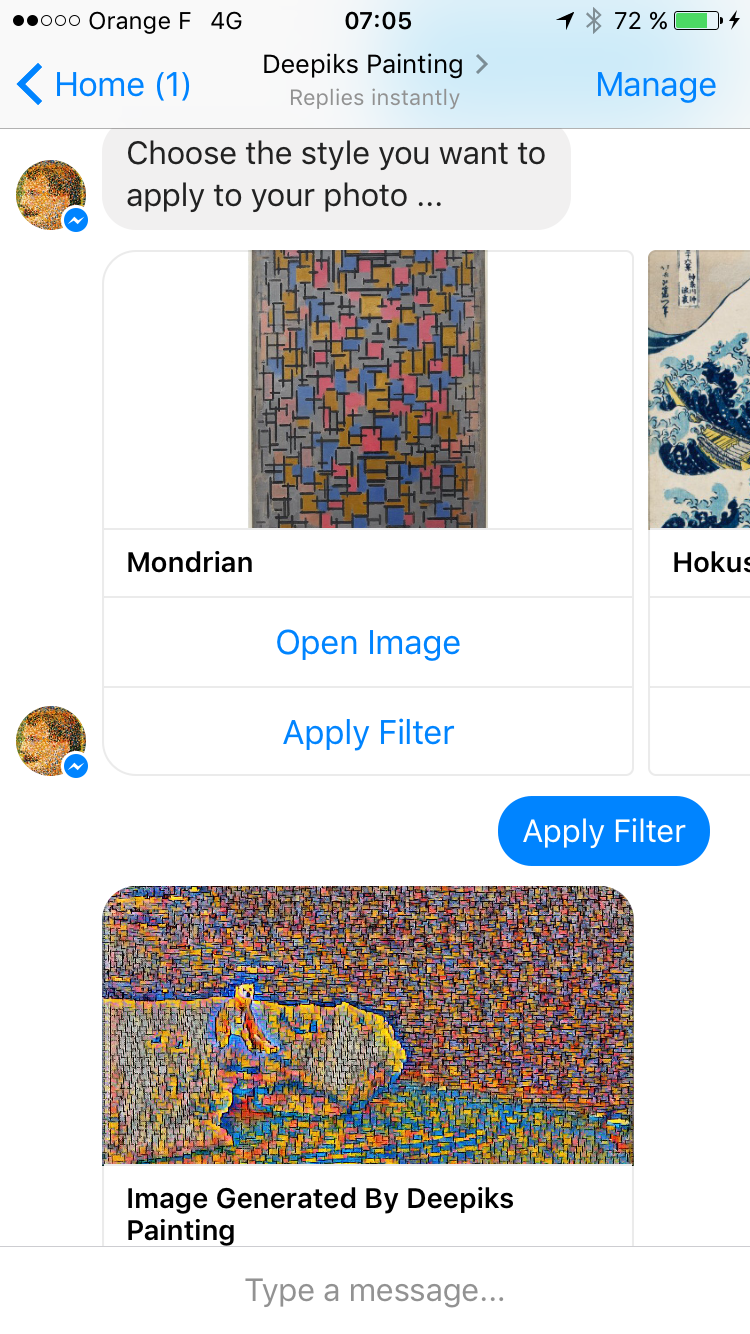 Orange F 4G 07:05 72 %
Home (1) Deepiks Painting Manage
Replies instantly
Choose the style you want to
apply to your photo ...
Mondrian
Hokus
Open Image
Apply Filter
Apply Filter
Image Generated By Deepiks
Painting
Type a message...